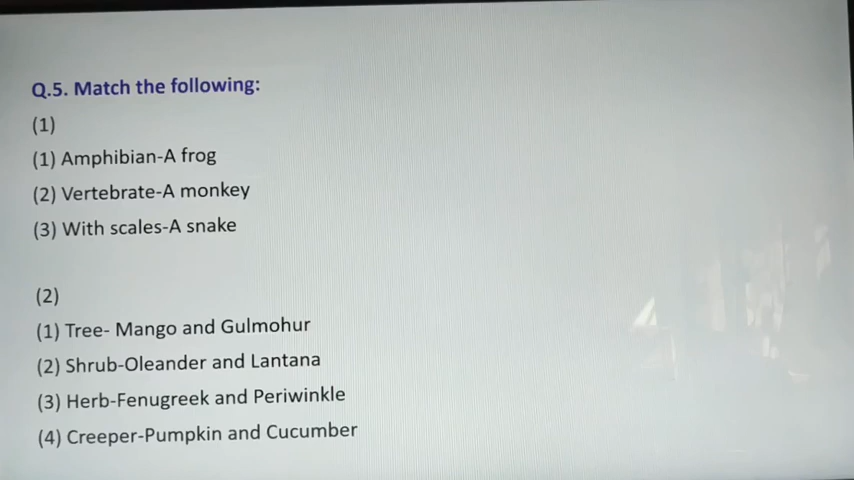 Q.5. Match the following:
(1)
(1) Amphibian-A frog
(2) Vertebrate-A monkey
(3) With scales-A snake
(2)
(1) Tree- Mango and Gulmohur
(2) Shrub-Oleander and Lantana
(3) Herb-Fenugreek and Periwinkle
(4) Creeper-Pumpkin and Cucumber